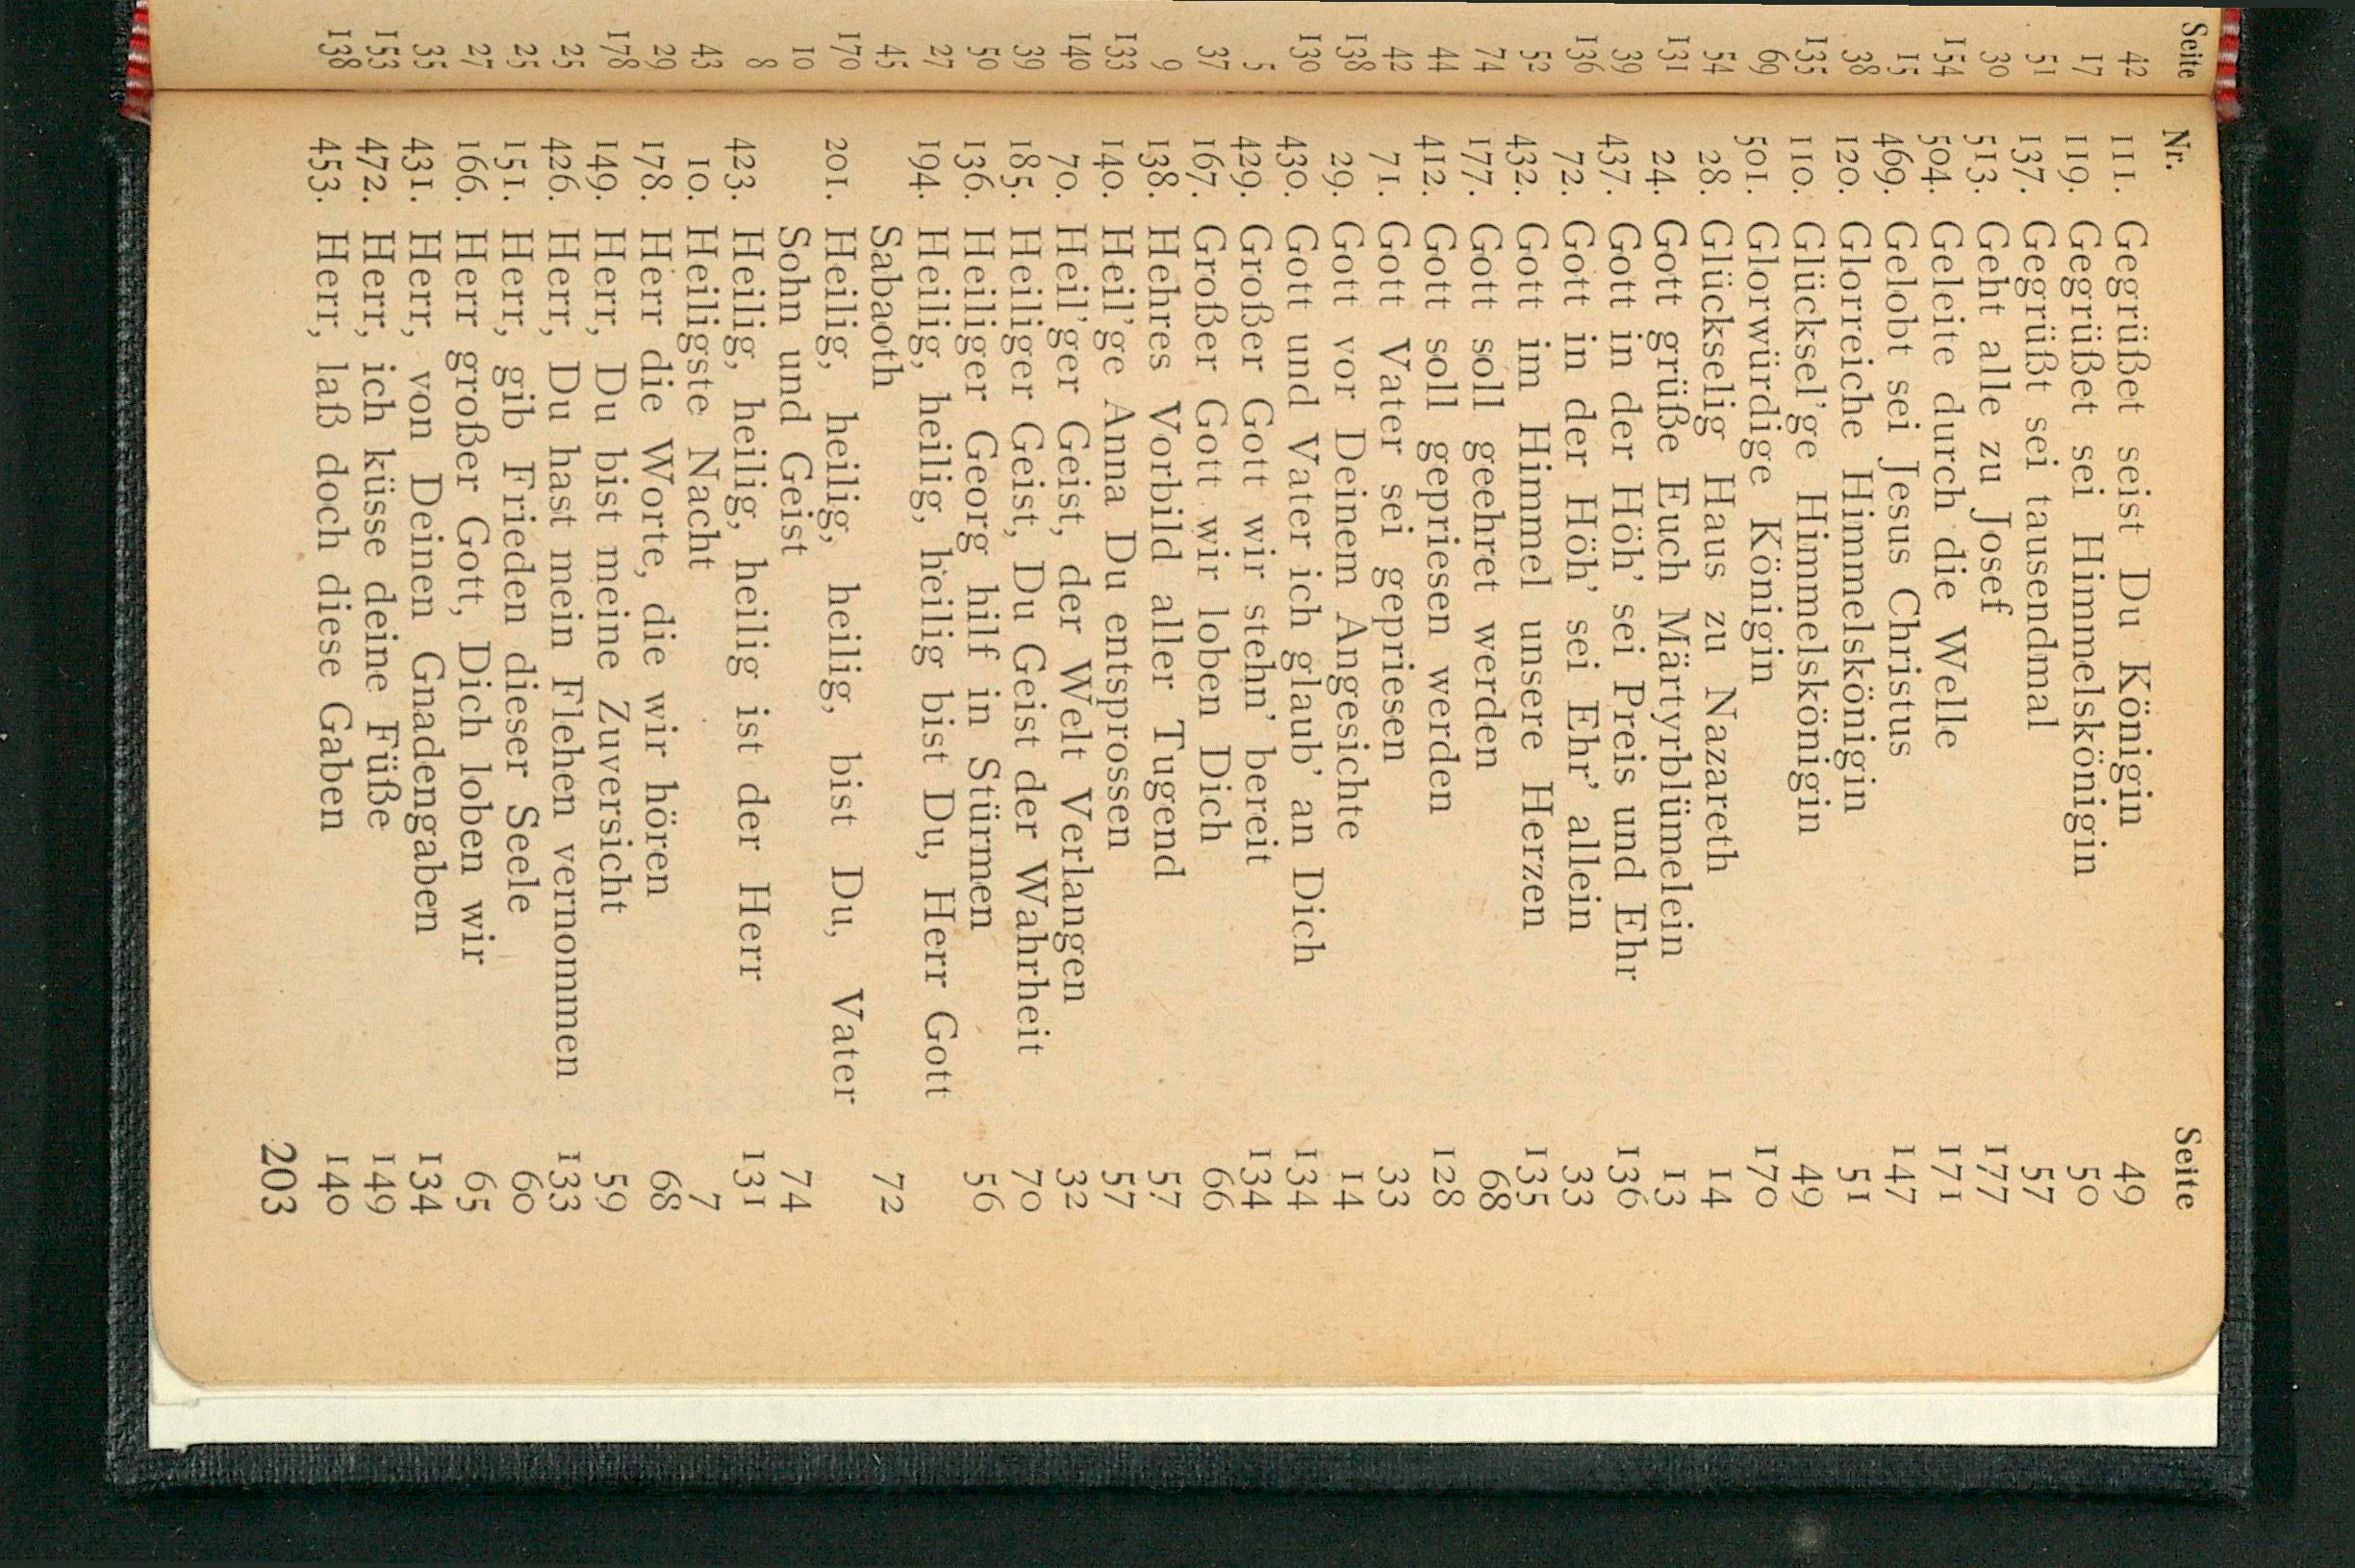 Seite
42
17
51
30
154
15
38
135
69
54
131
39
136
52
74
44
42
138
130
5
37
9
133
140
39
50
27
45
170
10
8
43
29
178
25
25
27
35
153
138
Nr. Seite
111. Gegrüßet seist Du Königin 49
119. Gegrüßet sei Himmelskönigin 50
137. Gegrüßt sei tausendmal 57
513. Geht alle zu Josef 177
504. Geleite durch die Welle 171
469. Gelobt sei Jesus Christus 147
120. Glorreiche Himmelskönigin 51
110. Glücksel'ge Himmelskönigin 49
501. Glorwürdige Königin 170
28. Glückselig Haus zu Nazareth 14
24. Gott grüße Euch Märtyrblümelein 13
437. Gott in der Höh' sei Preis und Ehr 136
72. Gott in der Höh' sei Ehr' allein 33
432. Gott im Himmel unsere Herzen 135
177. Gott soll geehret werden 68
412. Gott soll gepriesen werden 128
71. Gott Vater sei gepriesen 33
29. Gott vor Deinem Angesichte 14
430. Gott und Vater ich glaub' an Dich 134
429. Großer Gott wir stehn' bereit 134
167. Großer Gott wir loben Dich 66
138. Hehres Vorbild aller Tugend 57
140. Heil'ge Anna Du entsprossen 57
70. Heil'ger Geist, der Welt Verlangen 32
185. Heiliger Geist, Du Geist der Wahrheit 70
136. Heiliger Georg hilf in Stürmen 56
194. Heilig, heilig, heilig bist Du, Herr Gott
Sabaoth 72
201. Heilig, heilig, heilig, bist Du, Vater
Sohn und Geist 74
423. Heilig, heilig, heilig ist der Herr 131
10. Heiligste Nacht 7
178. Herr die Worte, die wir hören 68
149. Herr, Du bist meine Zuversicht 59
426. Herr, Du hast mein Flehen vernommen 133
151. Herr, gib Frieden dieser Seele 60
166. Herr großer Gott, Dich loben wir 65
431. Herr, von Deinen Gnadengaben 134
472. Herr, ich küsse deine Füße 149
453. Herr, laß doch diese Gaben 140
203